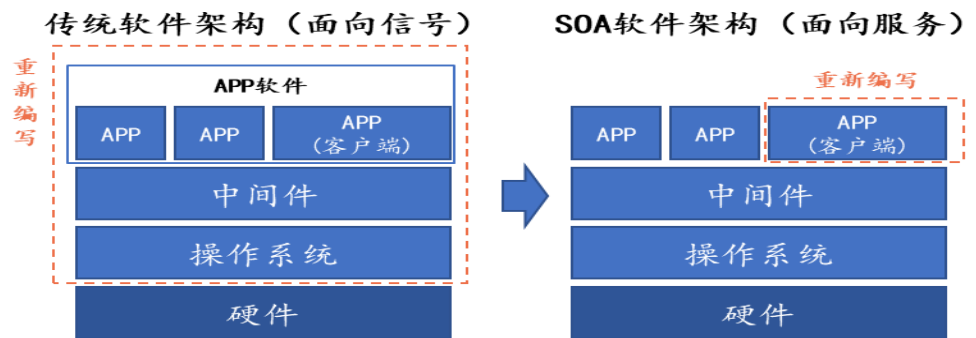 传统软件架构（面向信号）
重新编写
APP软件
APP
APP
APP
(客户端)
中间件
操作系统
硬件
SOA软件架构（面向服务）
重新编写
APP
APP
APP
(客户端)
中间件
操作系统
硬件